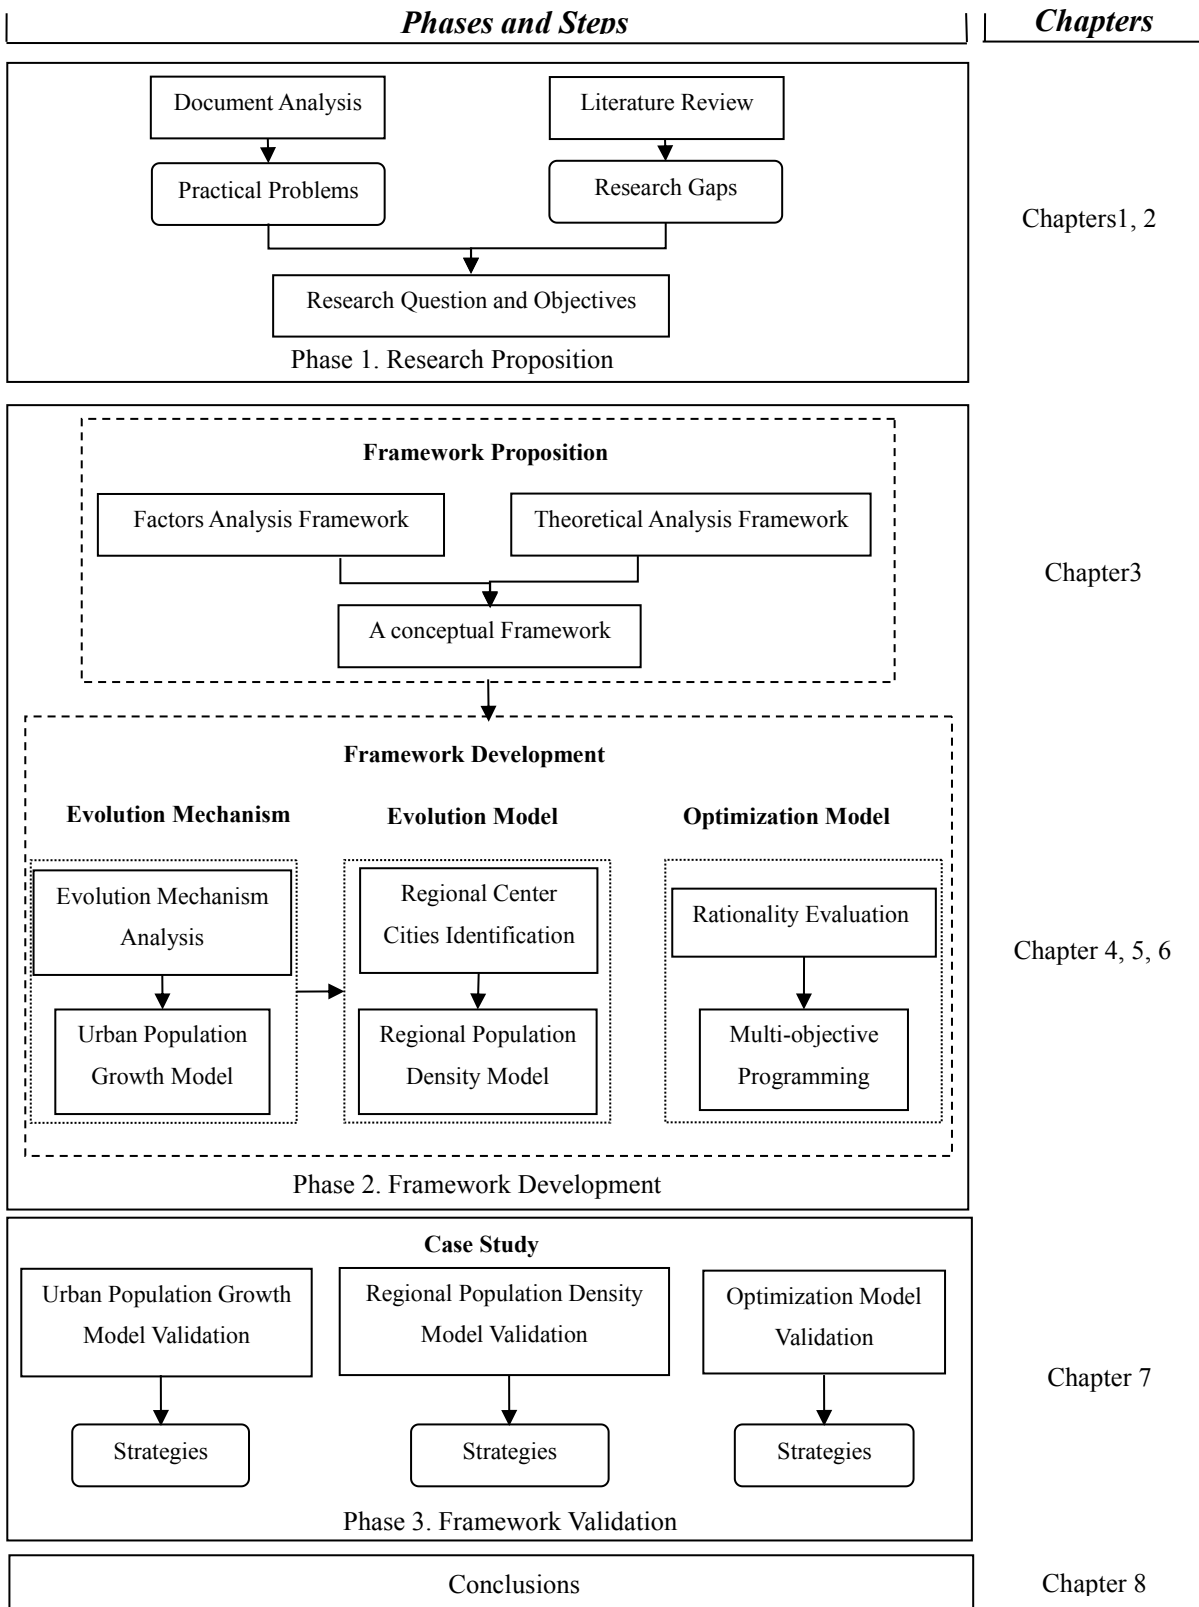 Phases and Steps
Chapters
Document Analysis
Literature Review
Practical Problems
Research Gaps
Chapters1, 2
Research Question and Objectives
Phase 1. Research Proposition
Framework Proposition
Factors Analysis Framework
Theoretical Analysis Framework
Chapter3
A conceptual Framework
Framework Development
Evolution Mechanism
Evolution Model
Optimization Model
Evolution Mechanism
Analysis
Regional Center
Cities Identification
Rationality Evaluation
Chapter 4, 5, 6
Urban Population
Growth Model
Regional Population
Density Model
Multi-objective
Programming
Phase 2. Framework Development
Case Study
Urban Population Growth
Model Validation
Regional Population Density
Model Validation
Optimization Model
Validation
Chapter 7
Strategies
Strategies
Strategies
Phase 3. Framework Validation
Conclusions
Chapter 8